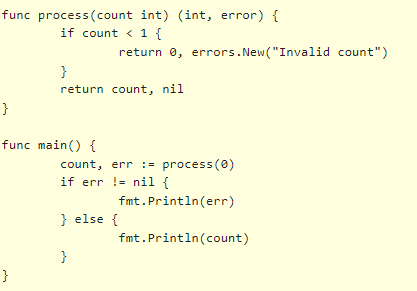 func process(count int) (int, error) {
        if count < 1 {
                return 0, errors.New("Invalid count")
        }
        return count, nil
}

func main() {
        count, err := process(0)
        if err != nil {
                fmt.Println(err)
        } else {
                fmt.Println(count)
        }
}